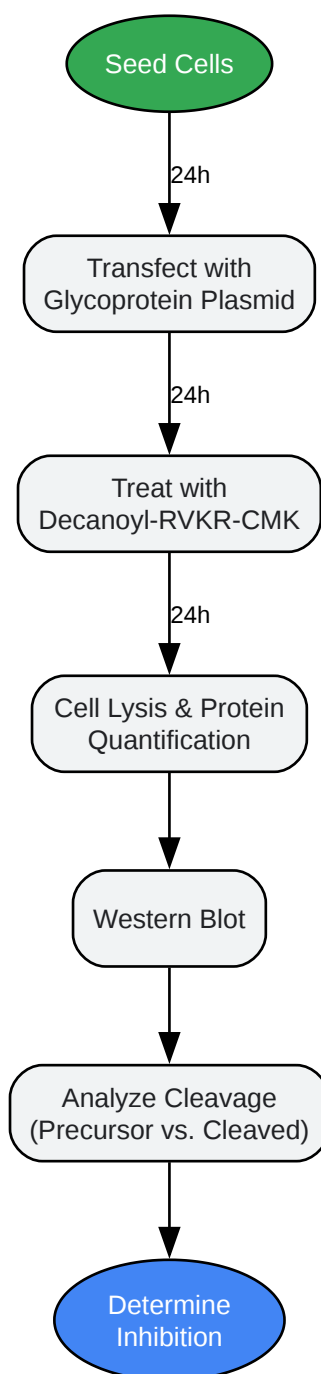 Seed Cells
24h
Transfect with
Glycoprotein Plasmid
24h
Treat with
Decanoyl-RVKR-CMK
24h
Cell Lysis & Protein
Quantification
Western Blot
Analyze Cleavage
(Precursor vs. Cleaved)
Determine
Inhibition